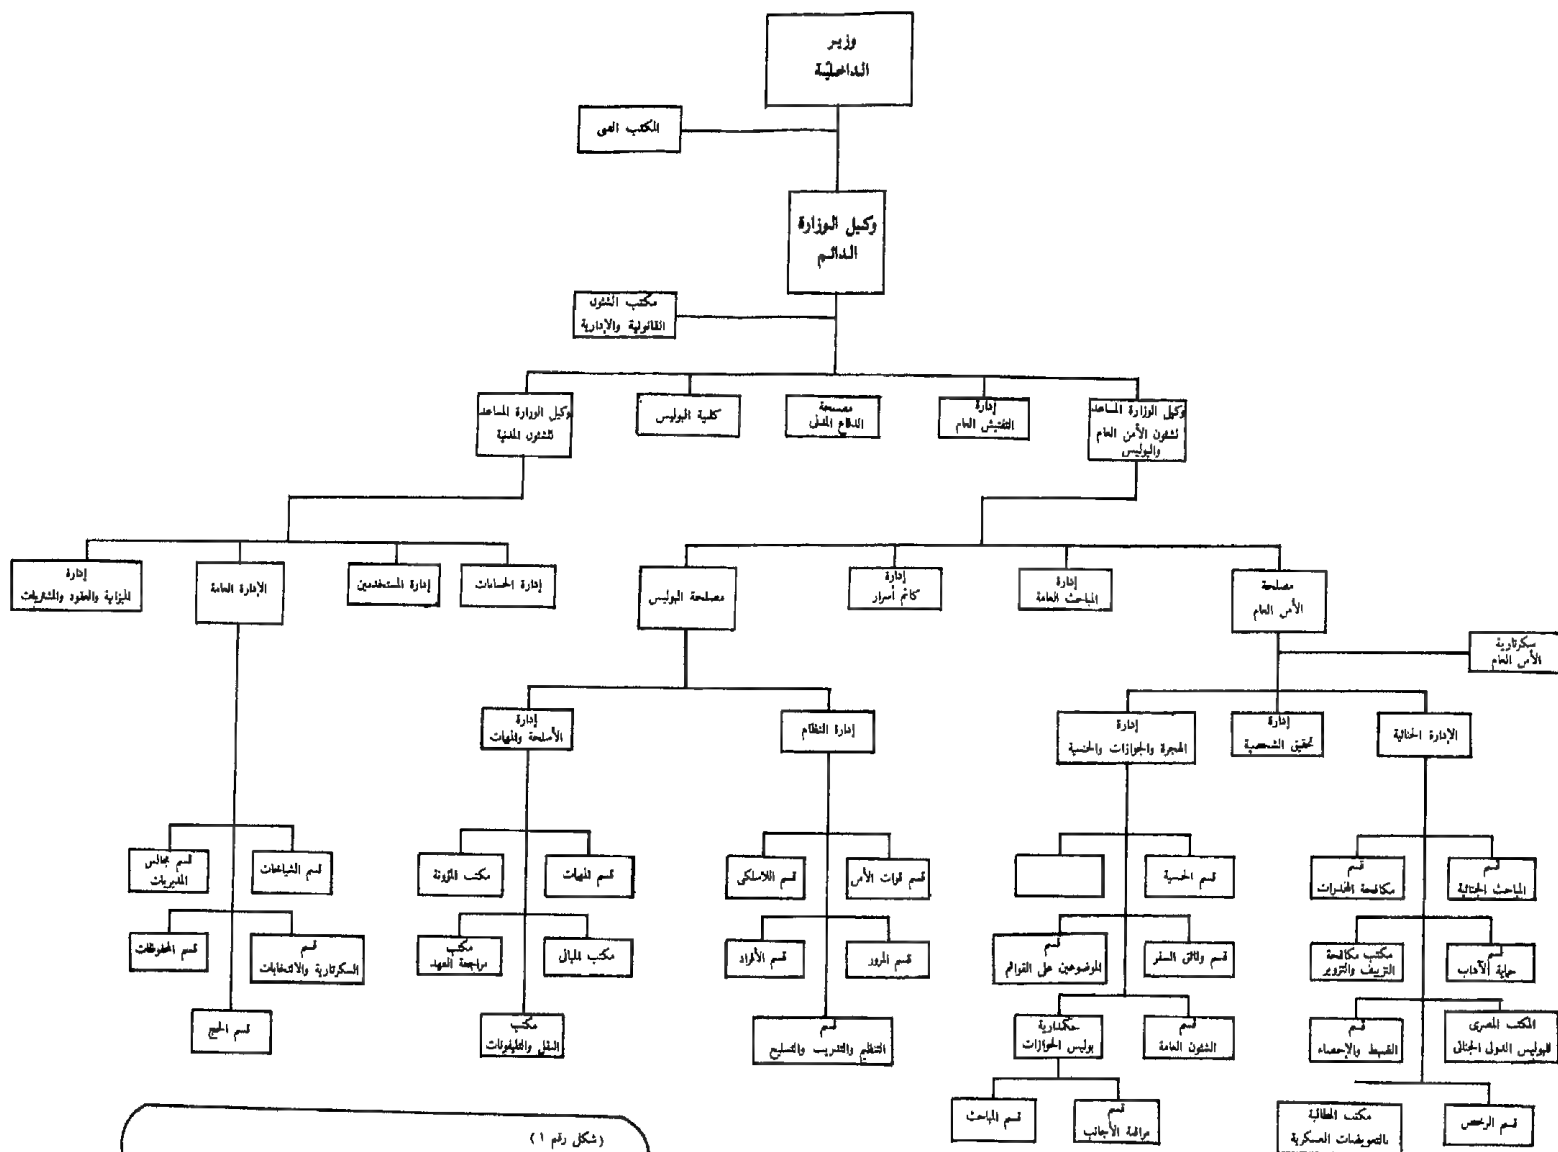 وزير
الداخلية
المكتب الفنى
وكيل الوزارة
الدائم
مكتب الشئون
القانونية والإدارية
وكيل الوزارة المساعد
لشئون الأمن العام
والبوليس
إدارة
التفتيش العام
مصلحة
الدفاع المدنى
كلية البوليس
وكيل الوزارة المساعد
للشئون المدنية
مصلحة
الأمن العام
إدارة
المباحث العامة
إدارة
كاتم أسرار
مصلحة البوليس
إدارة الحسابات
إدارة المستخدمين
الإدارة العامة
إدارة
الميزانية والعقود والمشتريات
سكرتارية
الأمن العام
الإدارة الجنائية
إدارة
تحقيق الشخصية
إدارة
الهجرة والجوازات والجنسية
إدارة النظام
إدارة
الأسلحة والمهمات
قسم
المباحث الجنائية
قسم
مكافحة المخدرات
قسم الجنسية
قسم قوات الأمن
قسم اللاسلكى
قسم المهمات
مكتب المؤونة
قسم الشياخات
قسم مجالس
المديريات
قسم
حماية الآداب
مكتب مكافحة
التزييف والتزوير
قسم وثائق السفر
قسم
الموضوعين على القوائم
قسم المرور
قسم الأفراد
مكتب المبانى
مكتب
مراجعة العهد
قسم
السكرتارية والانتخابات
قسم المحفوظات
المكتب المصرى
للبوليس الدولى الجنائى
قسم
الضبط والإحصاء
قسم
الشئون العامة
حكمدارية
بوليس الجوازات
قسم
التنظيم والتدريب والتسليح
مكتب
النقل والتليفونات
قسم الحج
قسم الرخص
مكتب المطالبة
بالتعويضات العسكرية
قسم
مراقبة الأجانب
قسم المباحث
(شكل رقم ١)